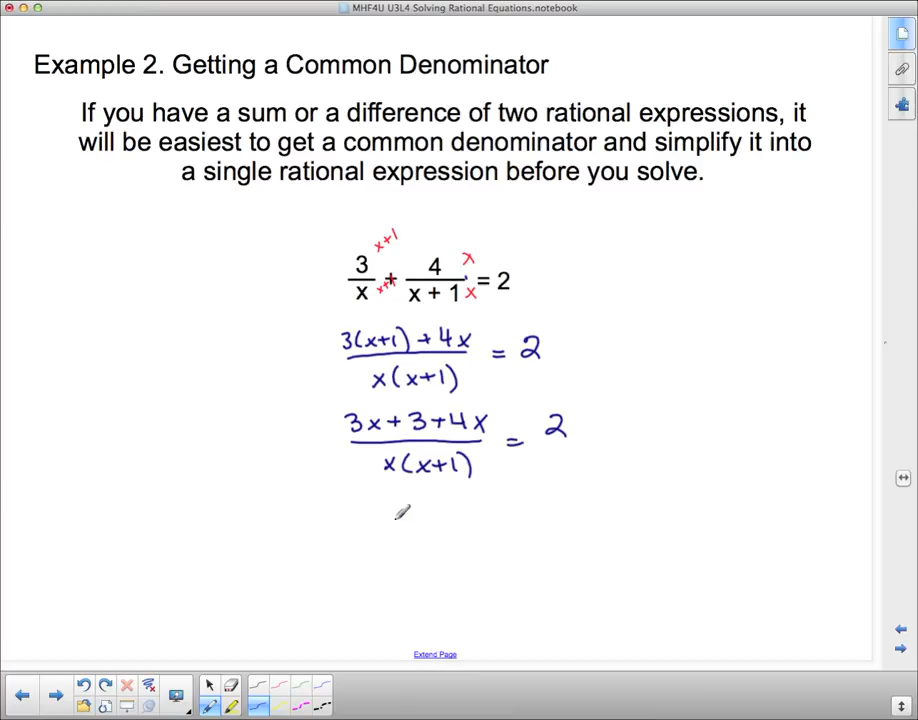 MHF4U U3L4 Solving Rational Equations.notebook
Example 2. Getting a Common Denominator
If you have a sum or a difference of two rational expressions, it
will be easiest to get a common denominator and simplify it into
a single rational expression before you solve.
x+1
3 4 x
+ = 2
x x+1 x + 1 x
3(x+1) + 4x
= 2
x(x+1)
3x + 3 + 4x
= 2
x(x+1)
Extend Page